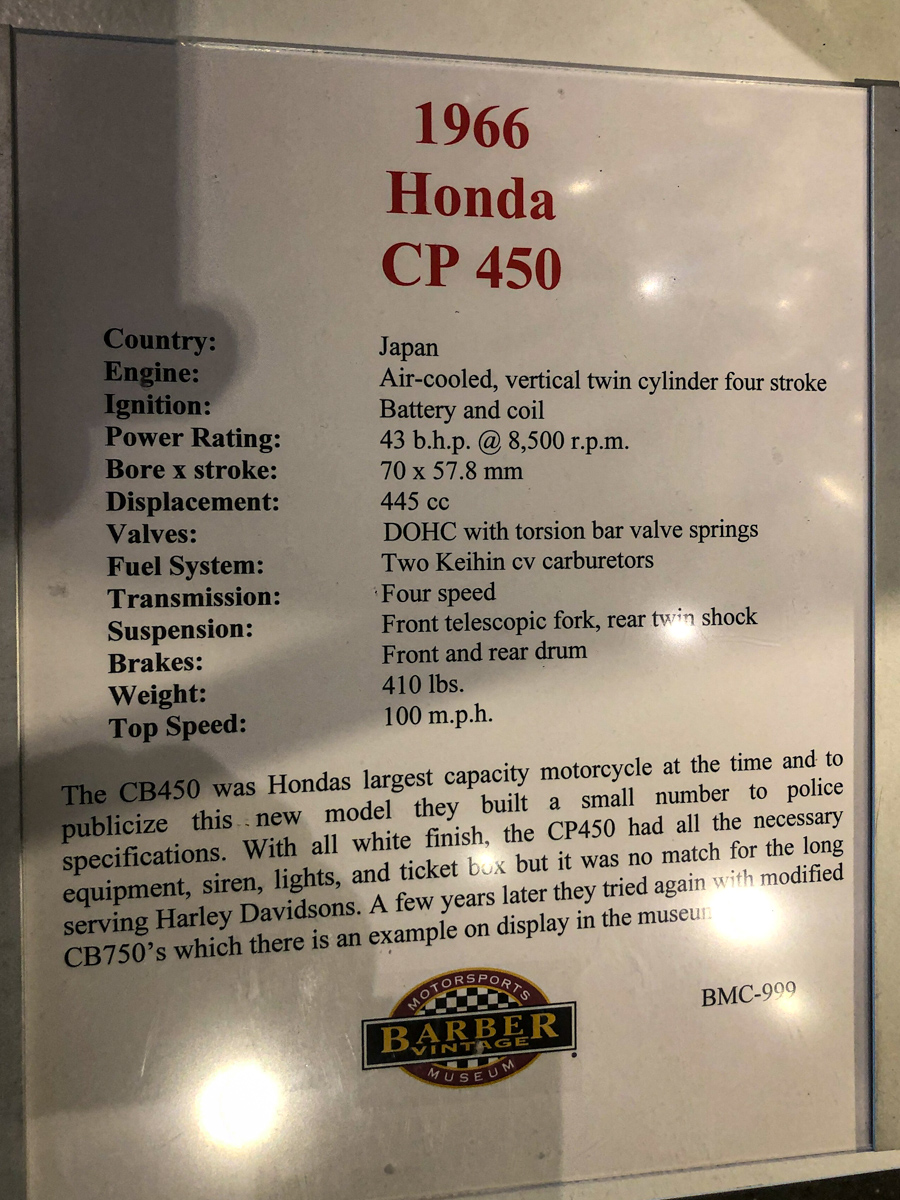 1966
Honda
CP 450
Country: Japan
Engine: Air-cooled, vertical twin cylinder four stroke
Ignition: Battery and coil
Power Rating: 43 b.h.p. @ 8,500 r.p.m.
Bore x stroke: 70 x 57.8 mm
Displacement: 445 cc
Valves: DOHC with torsion bar valve springs
Fuel System: Two Keihin cv carburetors
Transmission: Four speed
Suspension: Front telescopic fork, rear twin shock
Brakes: Front and rear drum
Weight: 410 lbs.
Top Speed: 100 m.p.h.
The CB450 was Hondas largest capacity motorcycle at the time and to
publicize this new model they built a small number to police
specifications. With all white finish, the CP450 had all the necessary
equipment, siren, lights, and ticket box but it was no match for the long
serving Harley Davidsons. A few years later they tried again with modified
CB750's which there is an example on display in the museum
BMC-999
MOTORSPORTS
BARBER
VINTAGE
MUSEUM